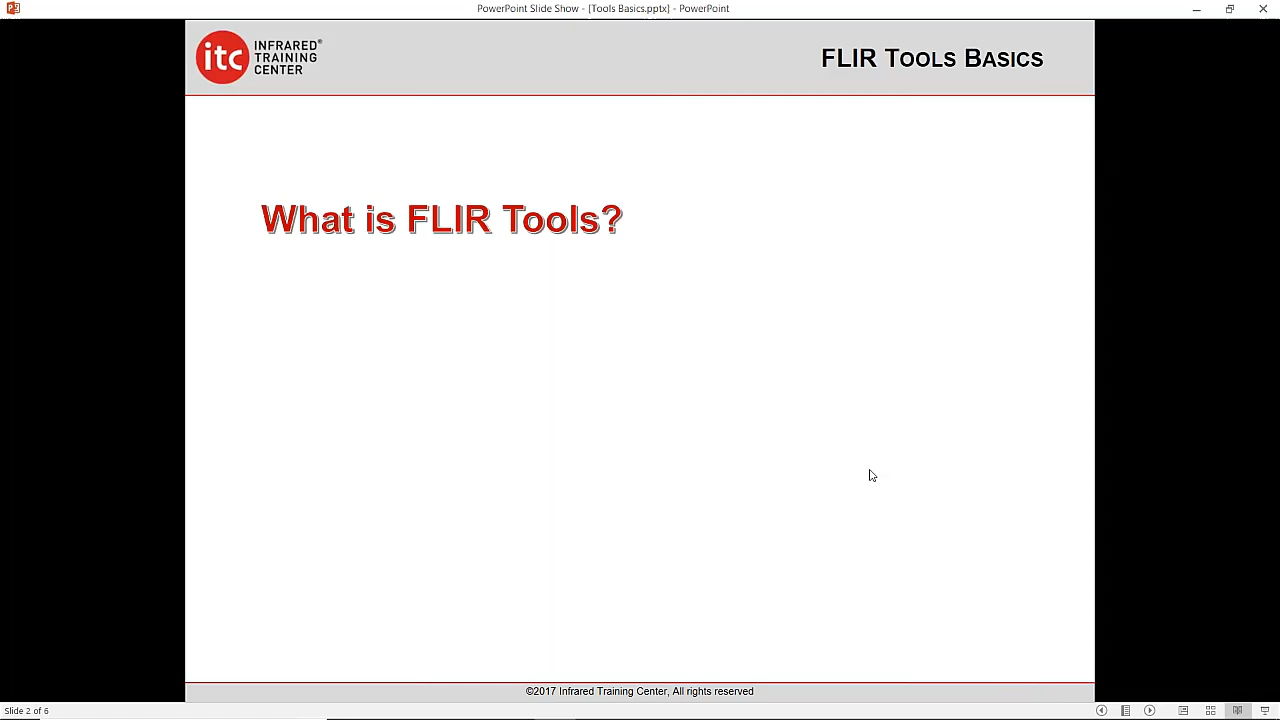 PowerPoint Slide Show - [Tools Basics.pptx] - PowerPoint
itc
INFRARED®
TRAINING
CENTER
FLIR TOOLS BASICS
What is FLIR Tools?
©2017 Infrared Training Center, All rights reserved
Slide 2 of 6